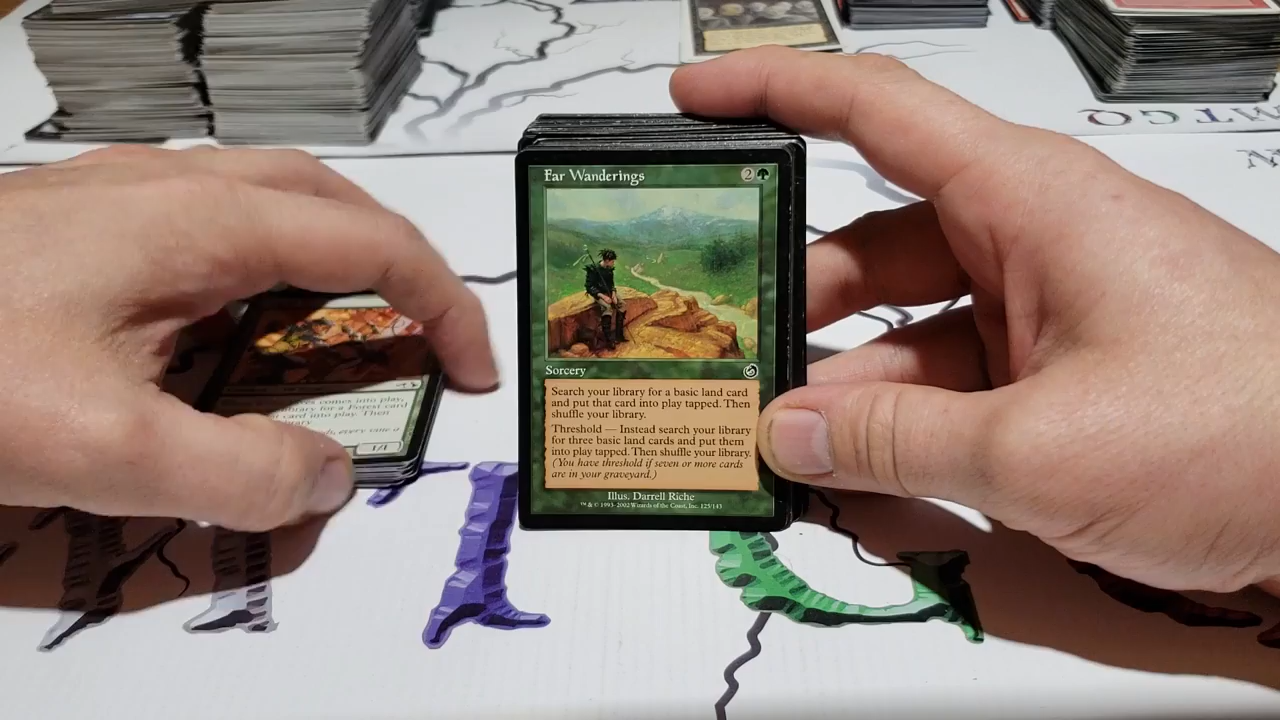 MTGQ
Far Wanderings
2
Sorcery
Search your library for a basic land card
and put that card into play tapped. Then
shuffle your library.
Threshold — Instead search your library
for three basic land cards and put them
into play tapped. Then shuffle your library.
(You have threshold if seven or more cards
are in your graveyard.)
Illus. Darrell Riche
™ & © 1993-2002 Wizards of the Coast, Inc. 125/143
comes into play,
library for a Forest card
card into play. Then
every
1/1